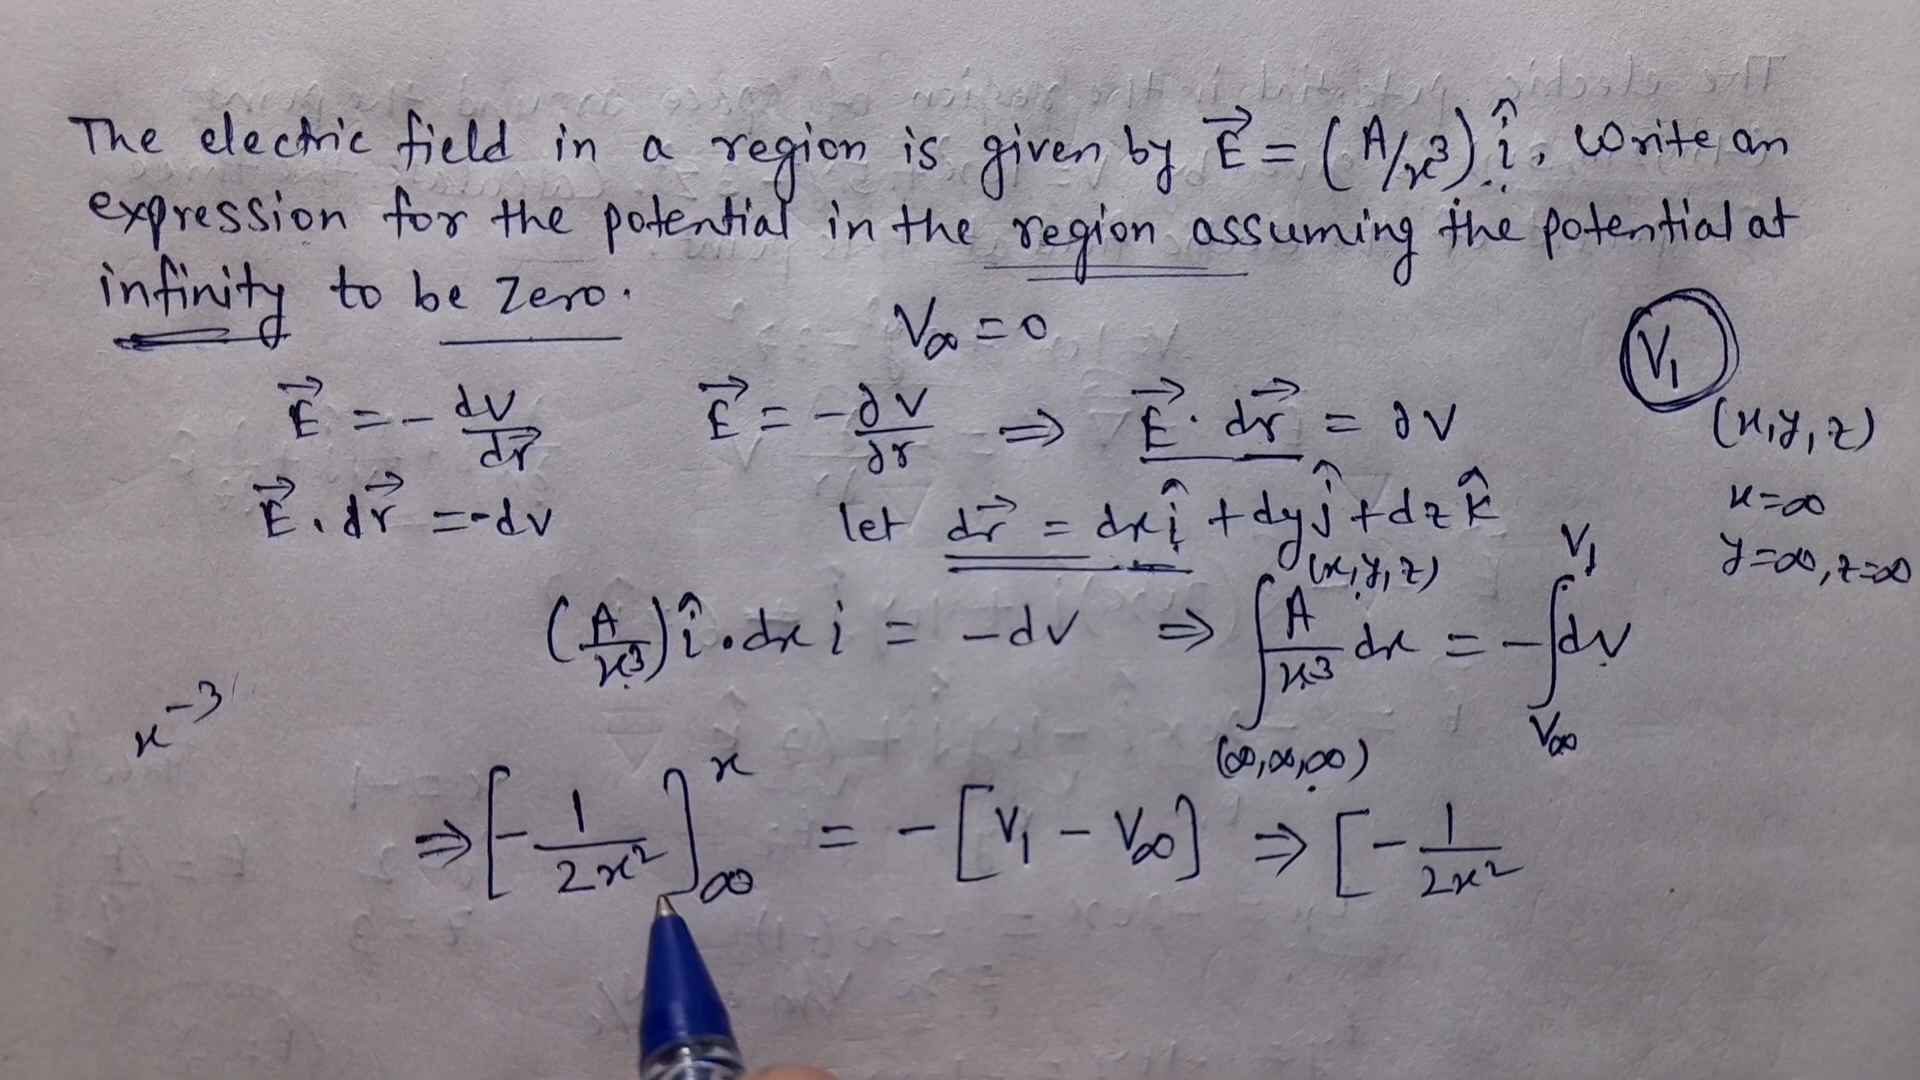 The electric field in a region is given by E⃗ = (A/x³) î. Write an
expression for the potential in the region assuming the potential at
infinity to be zero.
V∞ = 0
V₁
(x,y,z)
x=∞
y=∞, z=∞
E⃗ = - dV/dr⃗
E⃗ = - ∂V/∂r ⇒ E⃗ · dr⃗ = ∂V
E⃗ . dr⃗ = -dv
let dr⃗ = dx î + dy ĵ + dz k̂
(A/x³) î . dx i = -dv ⇒ ∫_(∞,∞,∞)^(x,y,z) A/x³ dx = - ∫_V∞^V₁ dv
x⁻³
⇒ [- 1/2x²]_∞^x = - [V₁ - V∞] ⇒ [- 1/2x²